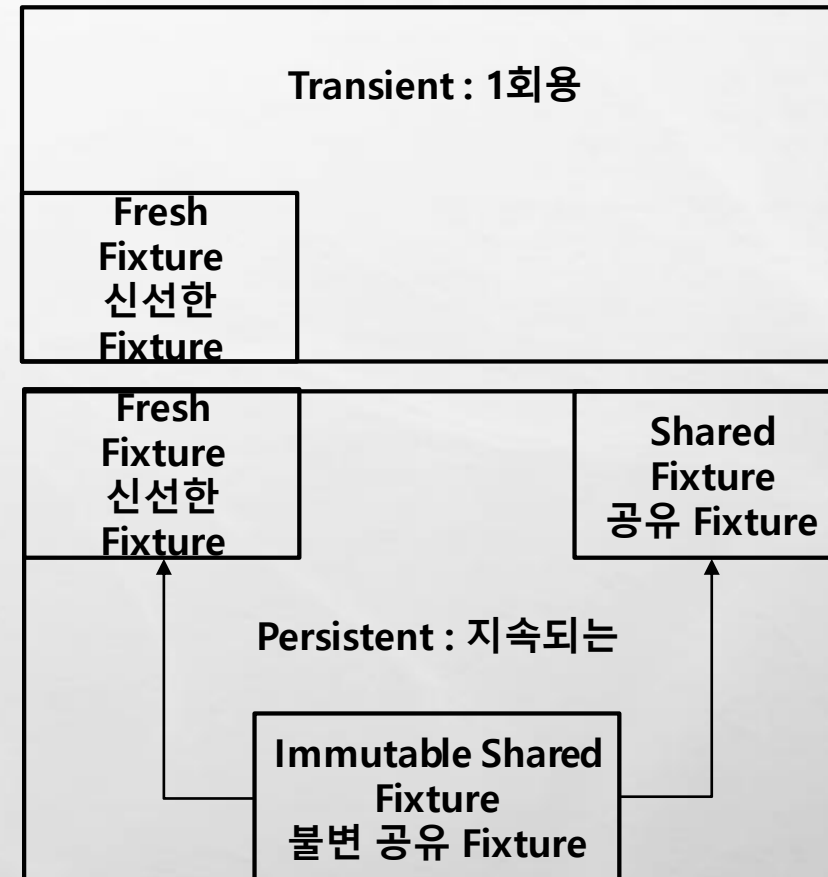 Transient : 1회용
Fresh
Fixture
신선한
Fixture
Fresh
Fixture
신선한
Fixture
Shared
Fixture
공유 Fixture
Persistent : 지속되는
Immutable Shared
Fixture
불변 공유 Fixture